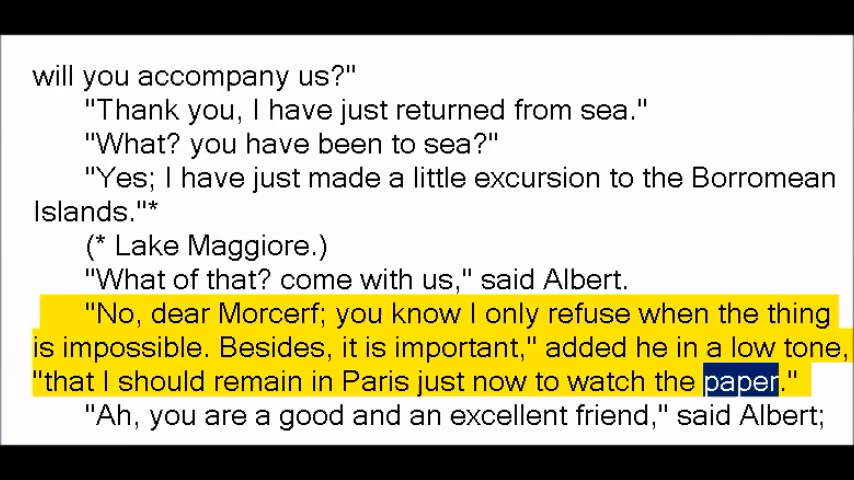 will you accompany us?"
"Thank you, I have just returned from sea."
"What? you have been to sea?"
"Yes; I have just made a little excursion to the Borromean
Islands."*
(* Lake Maggiore.)
"What of that? come with us," said Albert.
"No, dear Morcerf; you know I only refuse when the thing
is impossible. Besides, it is important," added he in a low tone,
"that I should remain in Paris just now to watch the paper."
"Ah, you are a good and an excellent friend," said Albert;